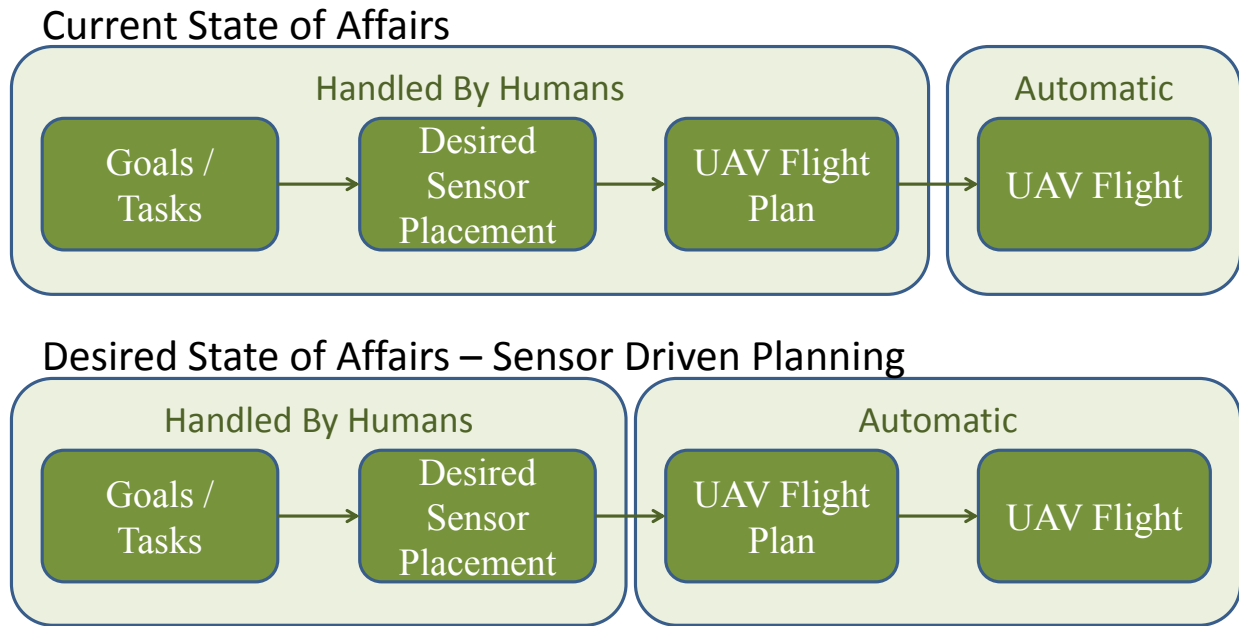 Current State of Affairs
Handled By Humans
Automatic
Goals /
Tasks
Desired
Sensor
Placement
UAV Flight
Plan
UAV Flight
Desired State of Affairs – Sensor Driven Planning
Handled By Humans
Automatic
Goals /
Tasks
Desired
Sensor
Placement
UAV Flight
Plan
UAV Flight